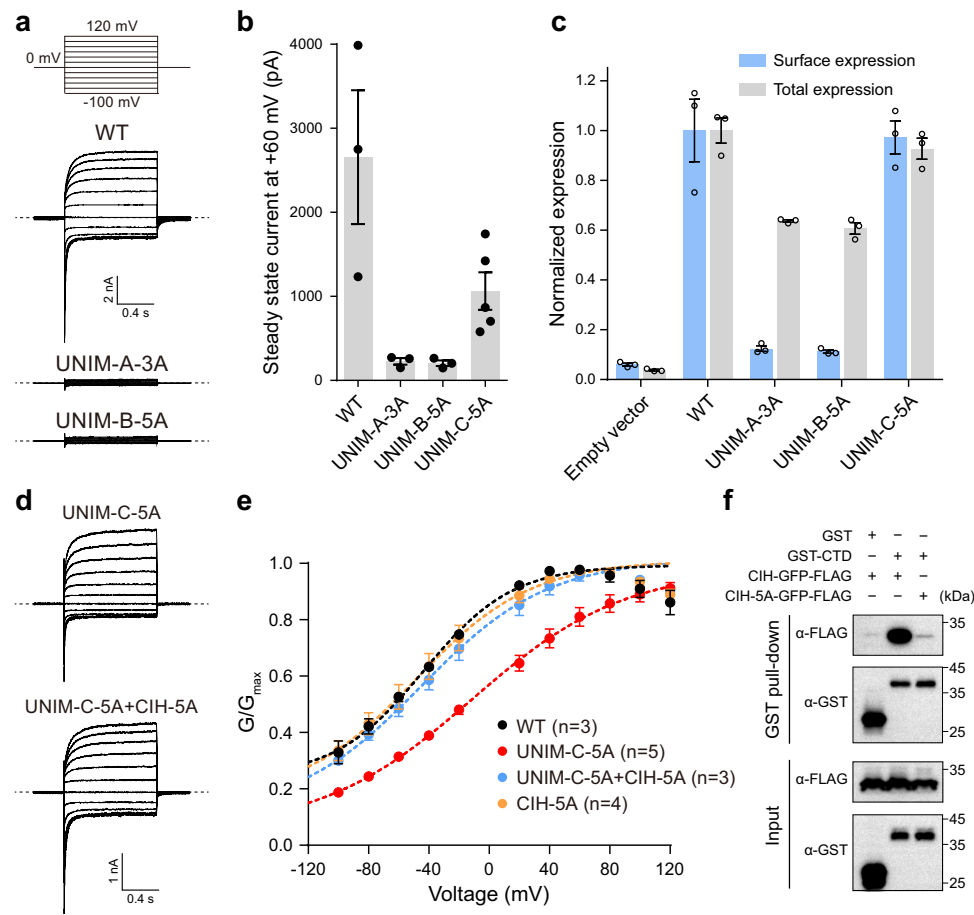 a
120 mV
0 mV
-100 mV
WT
2 nA
0.4 s
UNIM-A-3A
UNIM-B-5A
b
Steady state current at +60 mV (pA)
4000
3000
2000
1000
0
WT
UNIM-A-3A
UNIM-B-5A
UNIM-C-5A
c
Surface expression
Total expression
Normalized expression
1.2
1.0
0.8
0.6
0.4
0.2
0.0
Empty vector
WT
UNIM-A-3A
UNIM-B-5A
UNIM-C-5A
d
UNIM-C-5A
UNIM-C-5A+CIH-5A
1 nA
0.4 s
e
G/Gmax
1.0
0.8
0.6
0.4
0.2
0.0
-120 -80 -40 0 40 80 120
Voltage (mV)
WT (n=3)
UNIM-C-5A (n=5)
UNIM-C-5A+CIH-5A (n=3)
CIH-5A (n=4)
f
GST + − −
GST-CTD − + +
CIH-GFP-FLAG + + −
CIH-5A-GFP-FLAG − − + (kDa)
GST pull-down
α-FLAG
35
25
α-GST
45
35
25
Input
α-FLAG
35
25
α-GST
45
35
25